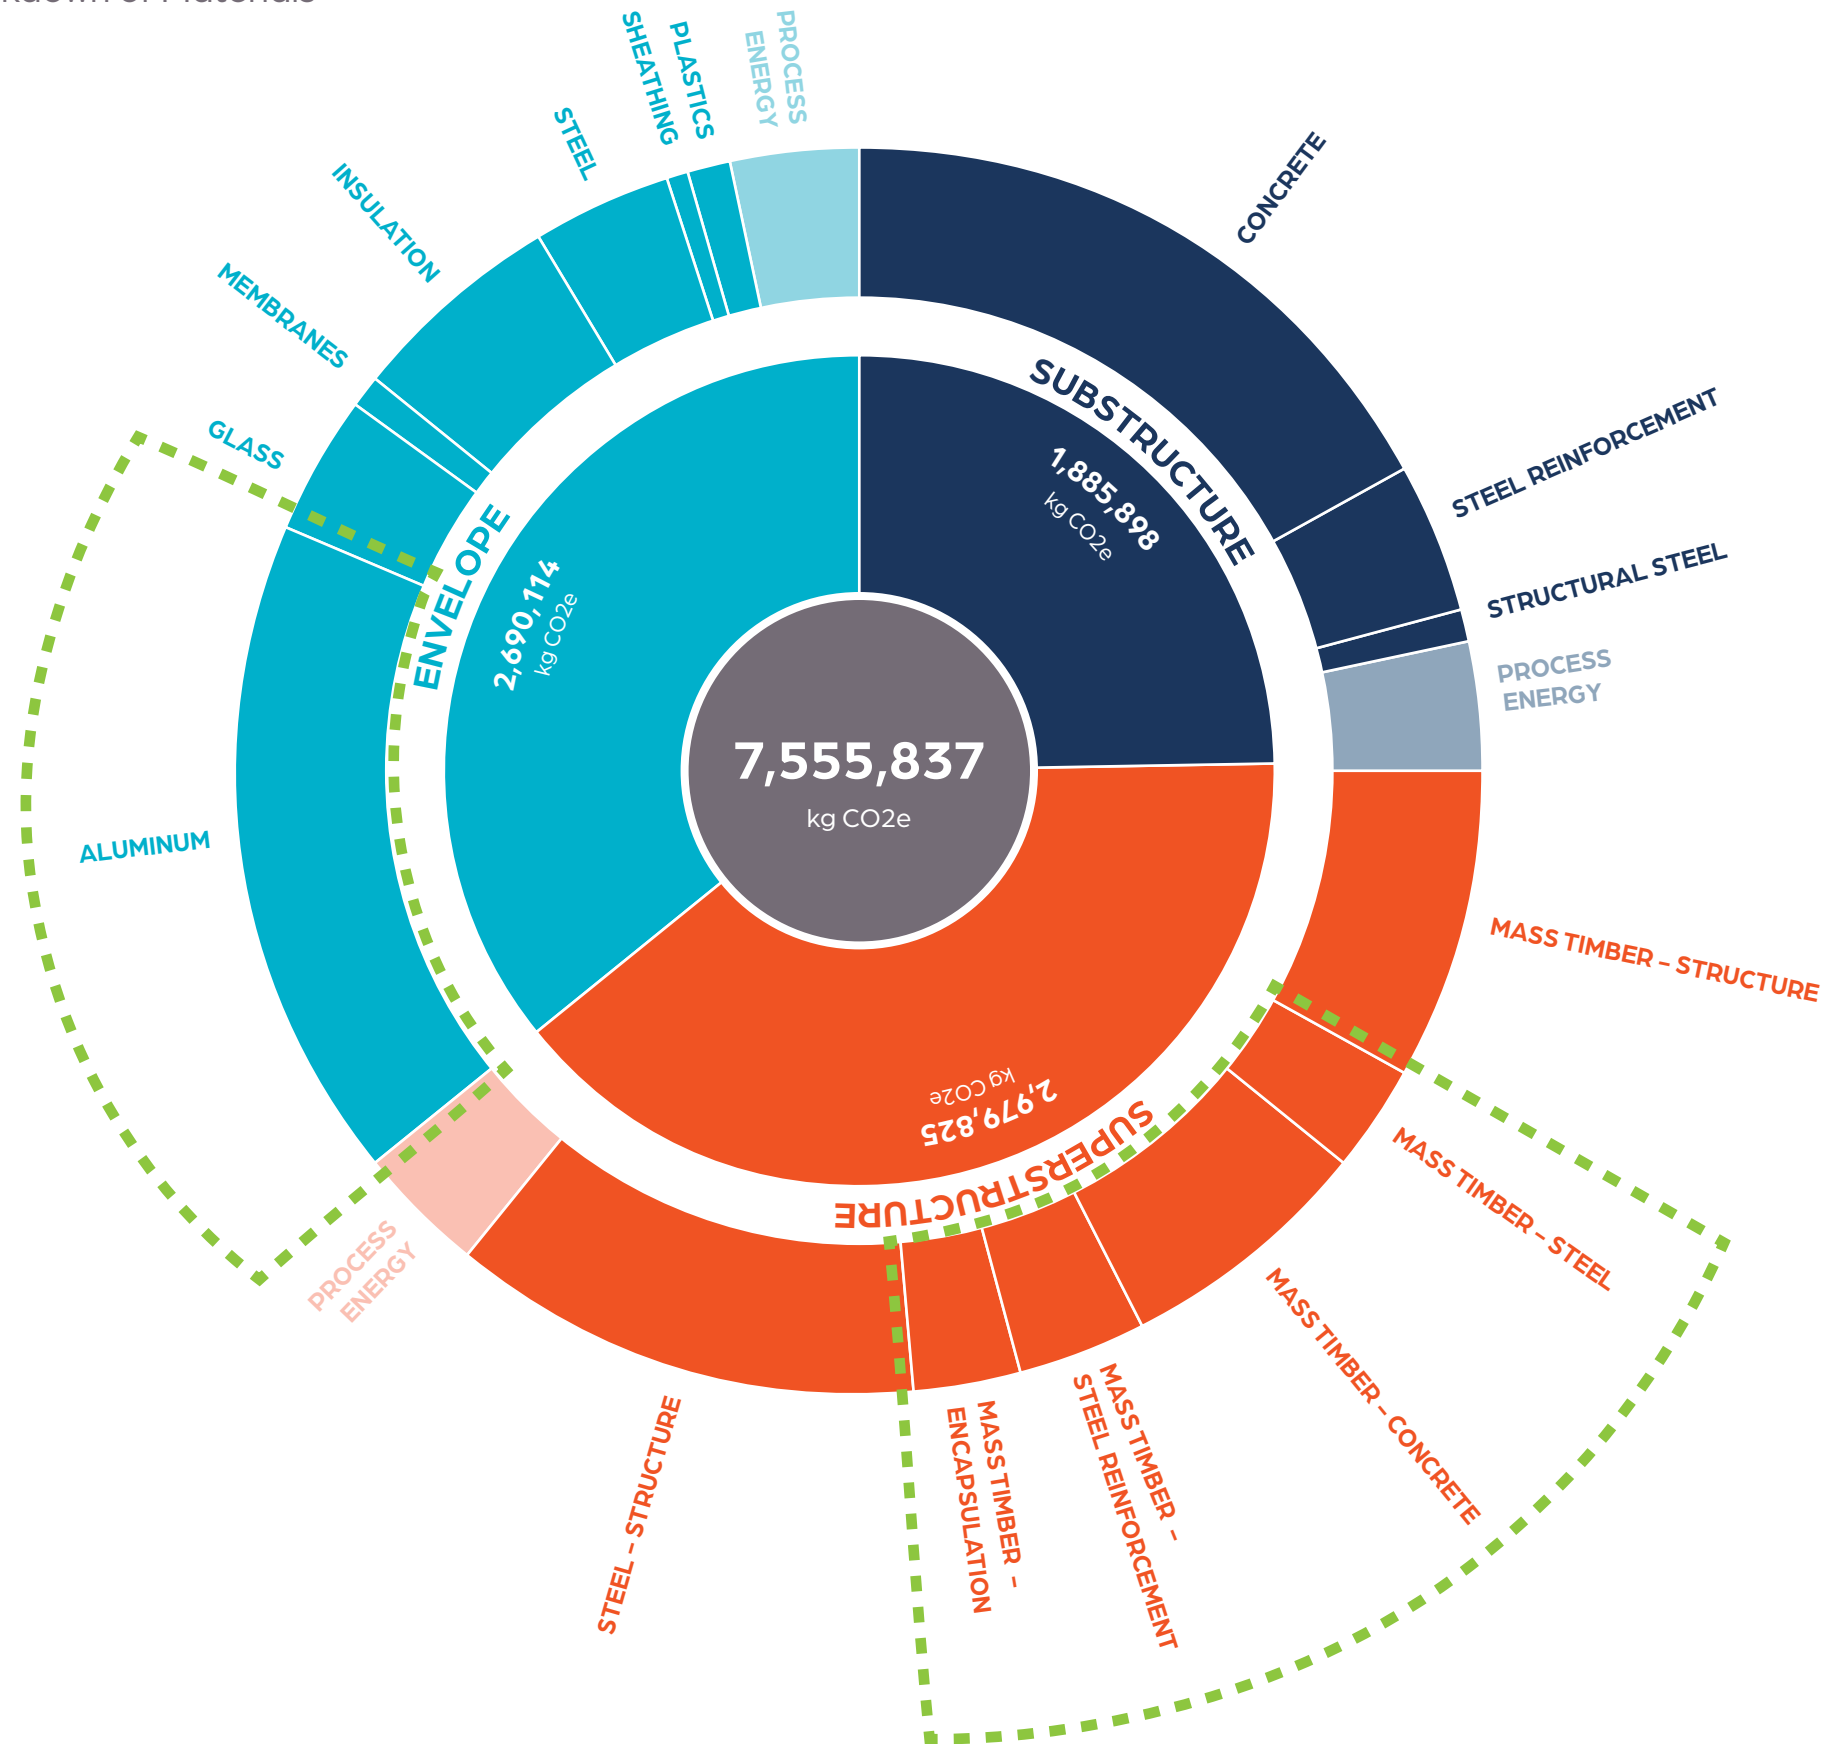 PROCESS
ENERGY
PLASTICS
SHEATHING
STEEL
INSULATION
MEMBRANES
GLASS
ALUMINUM
CONCRETE
STEEL REINFORCEMENT
STRUCTURAL STEEL
PROCESS
ENERGY
SUBSTRUCTURE
1,885,898
kg CO2e
ENVELOPE
2,690,114
kg CO2e
7,555,837
kg CO2e
SUPERSTRUCTURE
2,979,825
kg CO2e
MASS TIMBER – STRUCTURE
MASS TIMBER – STEEL
MASS TIMBER – CONCRETE
MASS TIMBER –
STEEL REINFORCEMENT
MASS TIMBER –
ENCAPSULATION
STEEL – STRUCTURE
PROCESS
ENERGY